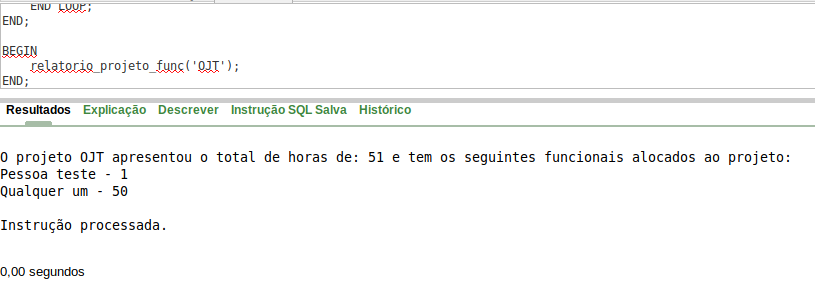 END LOOP;
END;
BEGIN
relatorio_projeto_func('OJT');
END;
Resultados Explicação Descrever Instrução SQL Salva Histórico
O projeto OJT apresentou o total de horas de: 51 e tem os seguintes funcionais alocados ao projeto:
Pessoa teste - 1
Qualquer um - 50
Instrução processada.
0,00 segundos